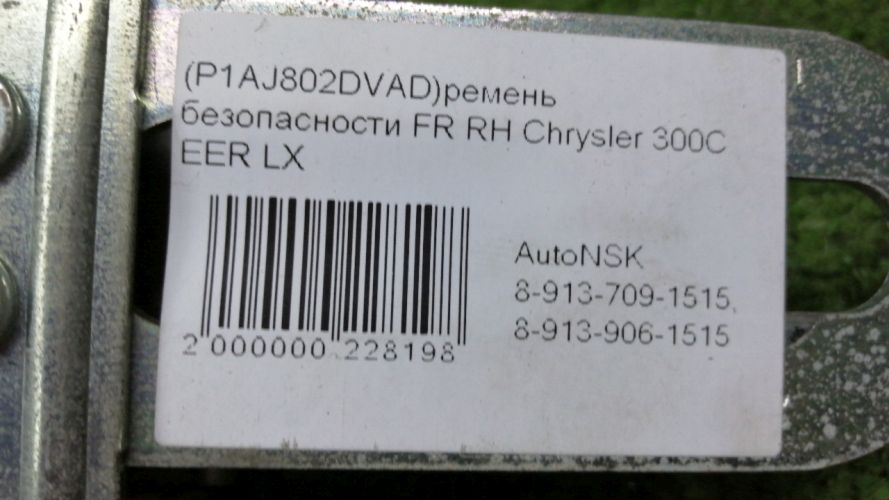 (P1AJ802DVAD)ремень
безопасности FR RH Chrysler 300C
EER LX
AutoNSK
8-913-709-1515,
8-913-906-1515
2 000000 228198